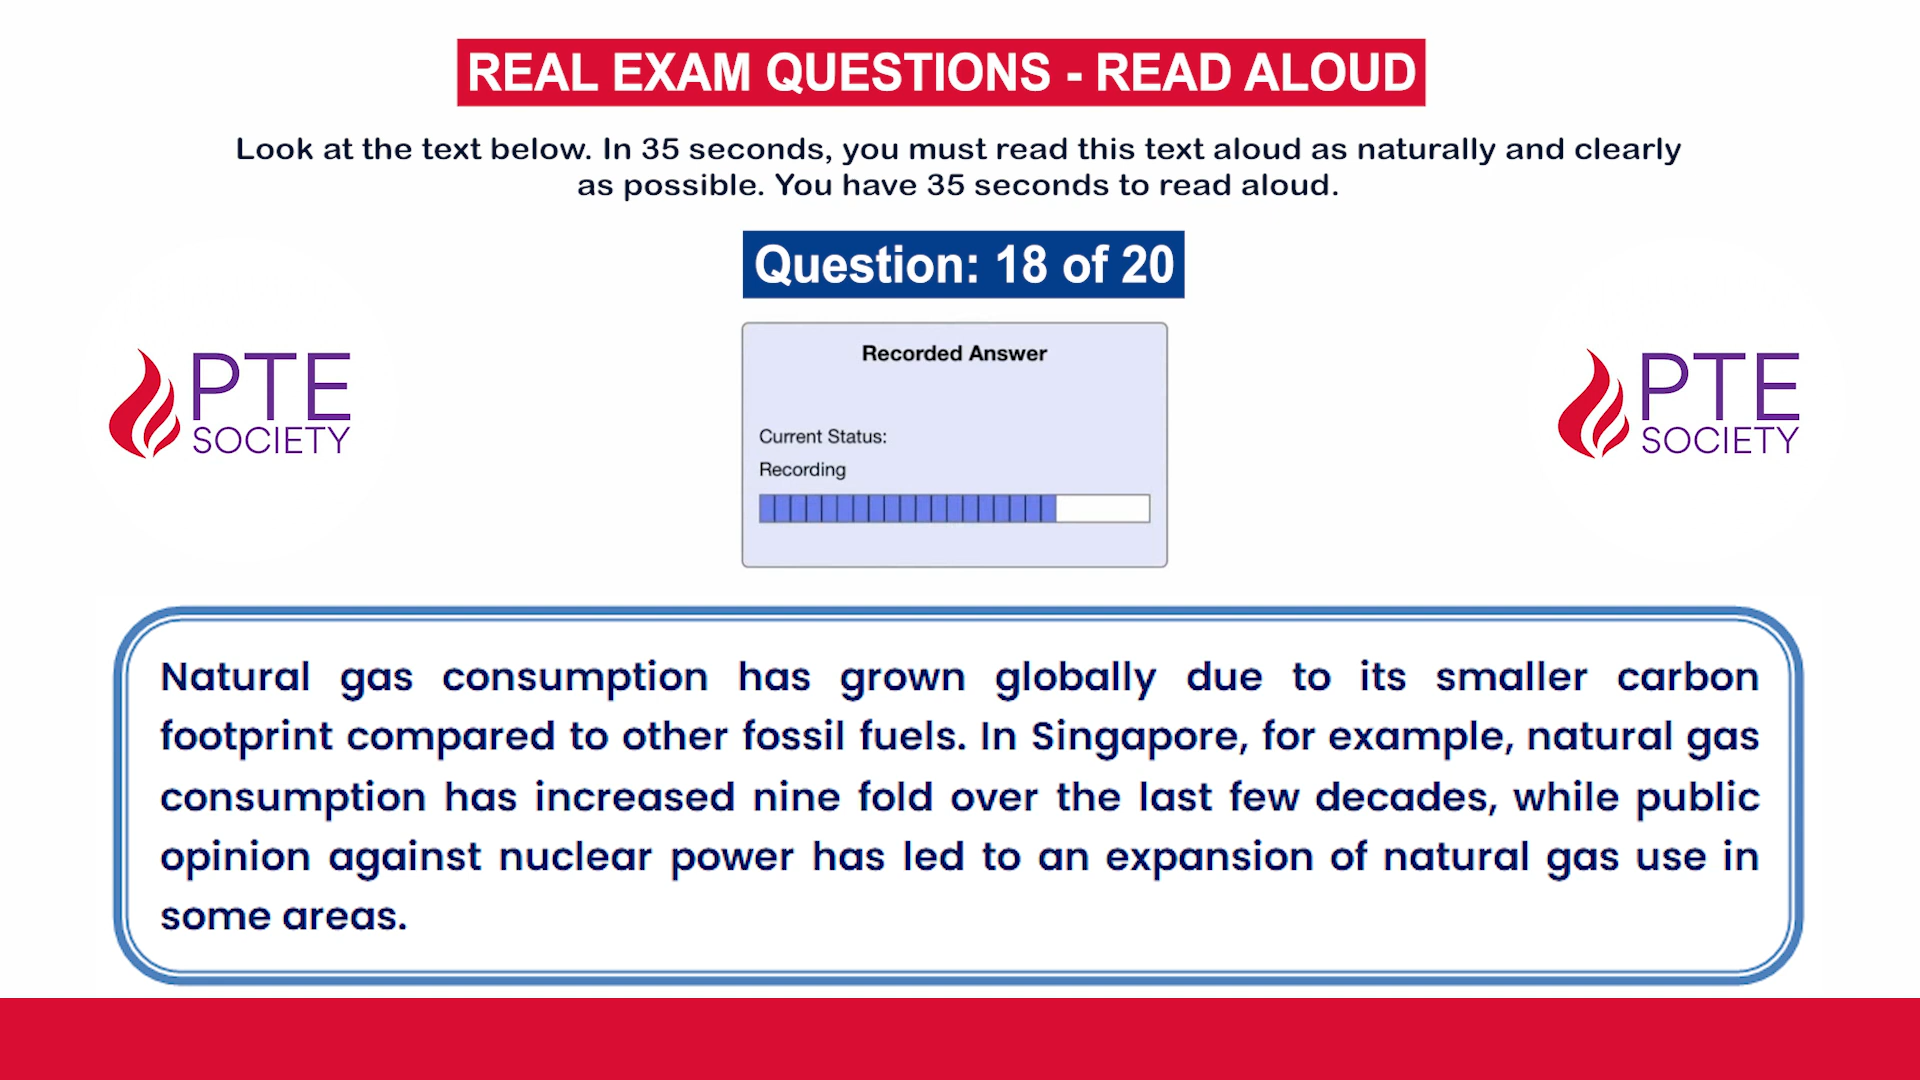 REAL EXAM QUESTIONS - READ ALOUD
Look at the text below. In 35 seconds, you must read this text aloud as naturally and clearly
as possible. You have 35 seconds to read aloud.
Question: 18 of 20
PTE
SOCIETY
Recorded Answer
Current Status:
Recording
PTE
SOCIETY
Natural gas consumption has grown globally due to its smaller carbon
footprint compared to other fossil fuels. In Singapore, for example, natural gas
consumption has increased nine fold over the last few decades, while public
opinion against nuclear power has led to an expansion of natural gas use in
some areas.